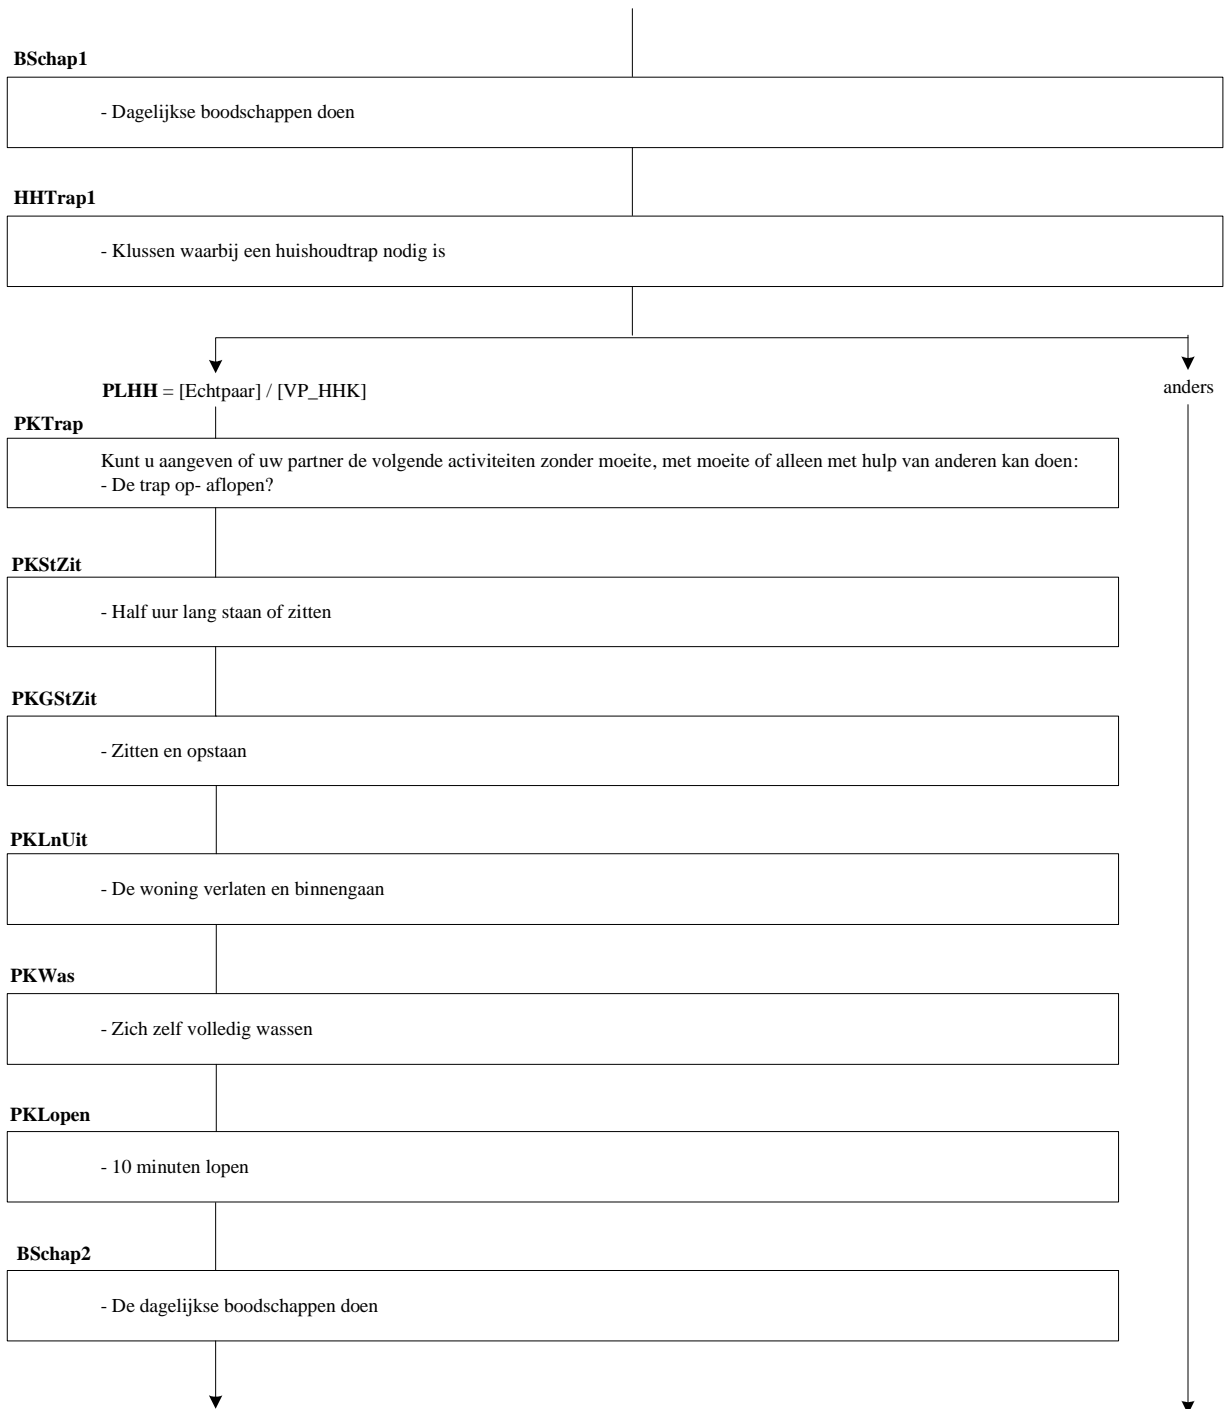 BSchap1
- Dagelijkse boodschappen doen
HHTrap1
- Klussen waarbij een huishoudtrap nodig is
PLHH = [Echtpaar] / [VP_HHK]
anders
PKTrap
Kunt u aangeven of uw partner de volgende activiteiten zonder moeite, met moeite of alleen met hulp van anderen kan doen:
- De trap op- aflopen?
PKStZit
- Half uur lang staan of zitten
PKGStZit
- Zitten en opstaan
PKLnUit
- De woning verlaten en binnengaan
PKWas
- Zich zelf volledig wassen
PKLopen
- 10 minuten lopen
BSchap2
- De dagelijkse boodschappen doen